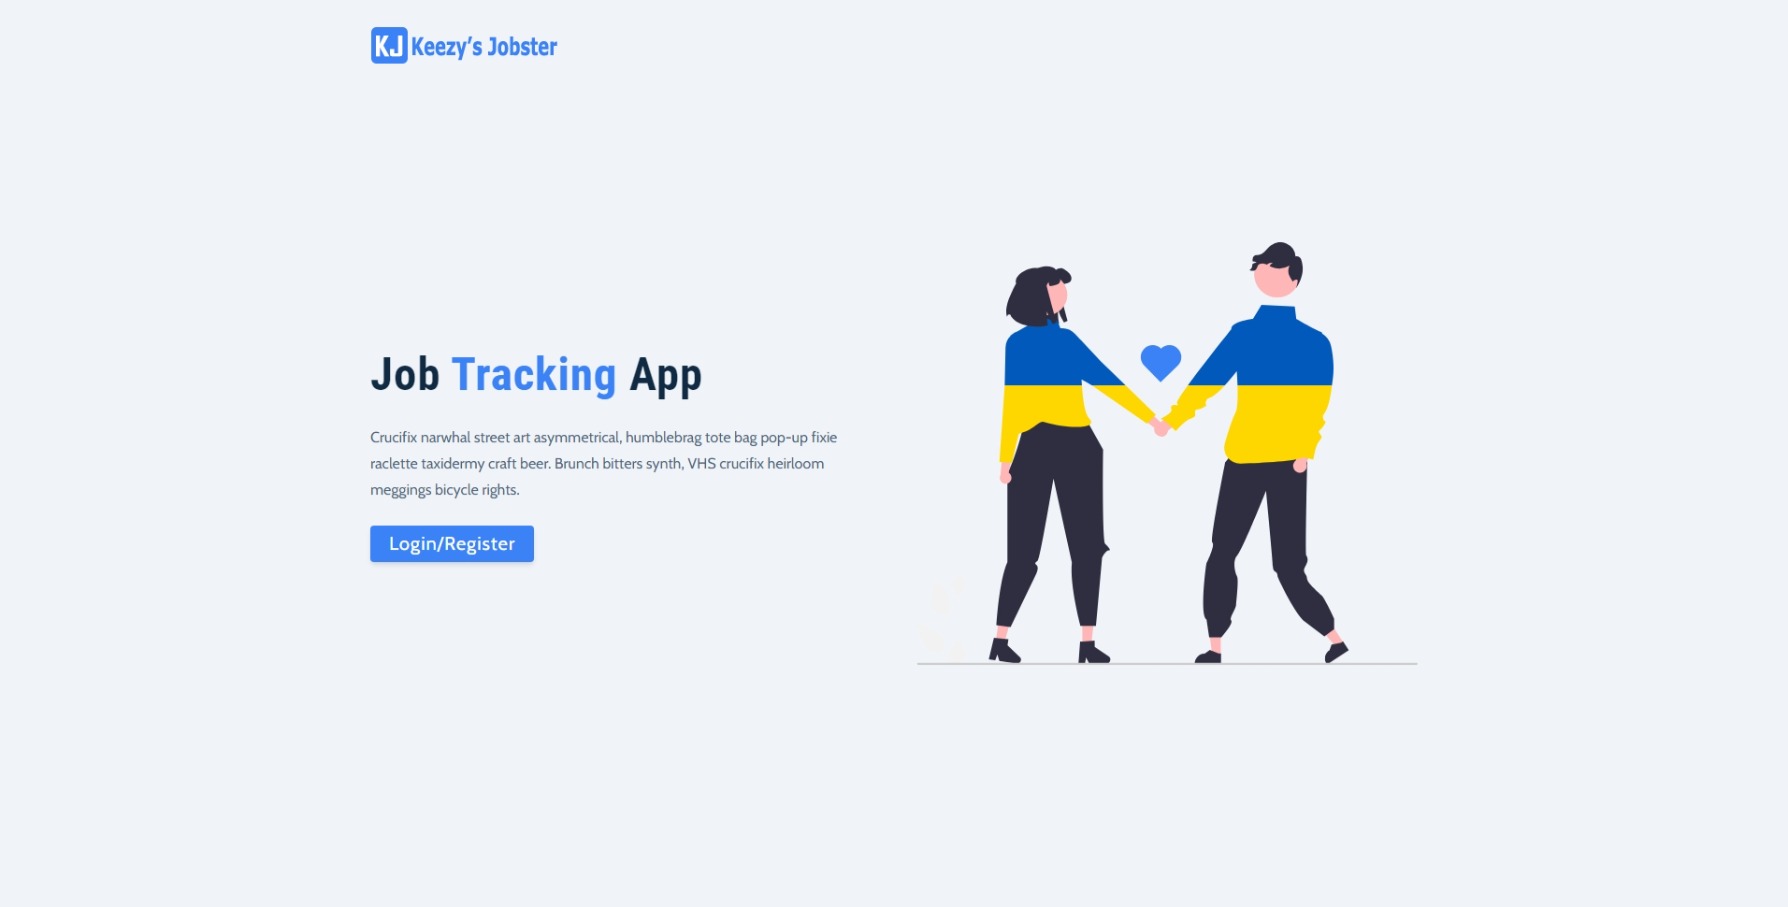 KJ Keezy's Jobster
Job Tracking App
Crucifix narwhal street art asymmetrical, humblebrag tote bag pop-up fixie
raclette taxidermy craft beer. Brunch bitters synth, VHS crucifix heirloom
meggings bicycle rights.
Login/Register